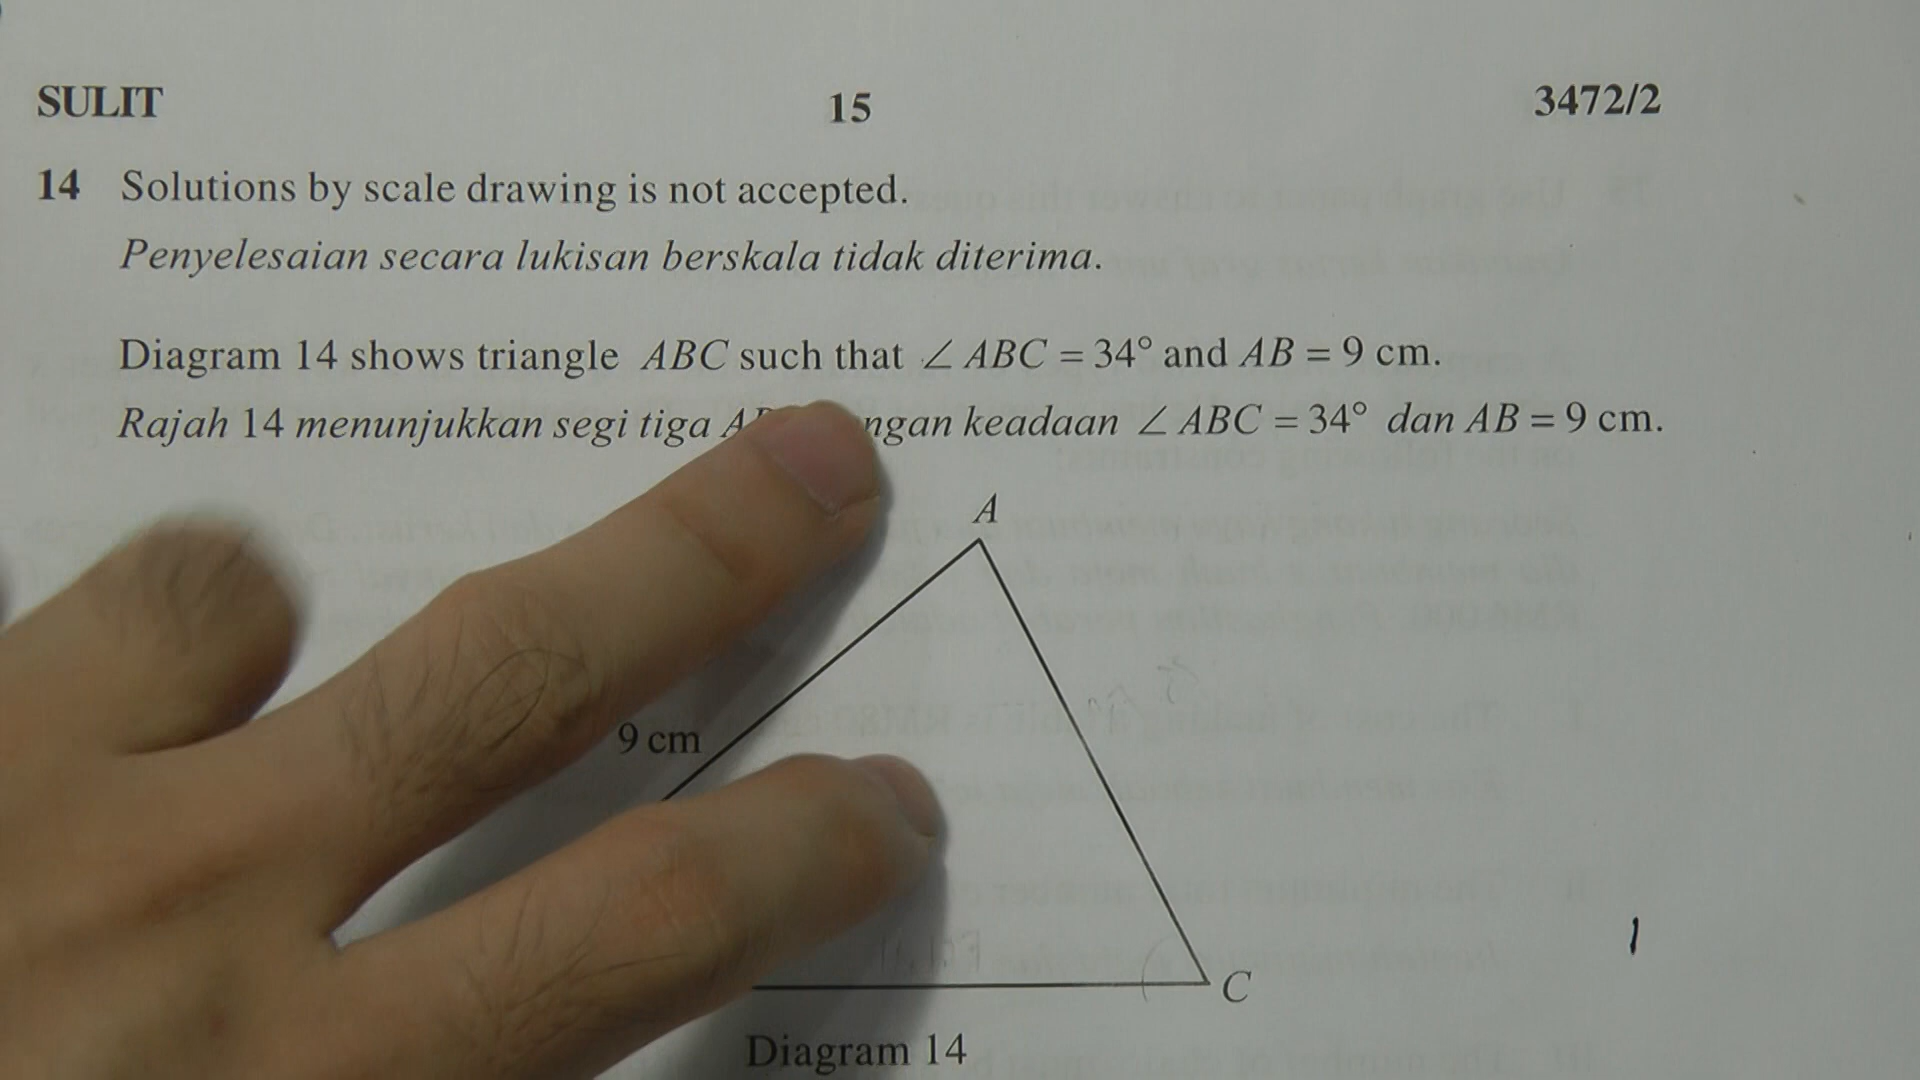 SULIT 15 3472/2
14 Solutions by scale drawing is not accepted.
Penyelesaian secara lukisan berskala tidak diterima.
Diagram 14 shows triangle ABC such that ∠ ABC = 34° and AB = 9 cm.
Rajah 14 menunjukkan segi tiga keadaan ∠ ABC = 34° dan AB = 9 cm.
A
9 cm
C
Diagram 14